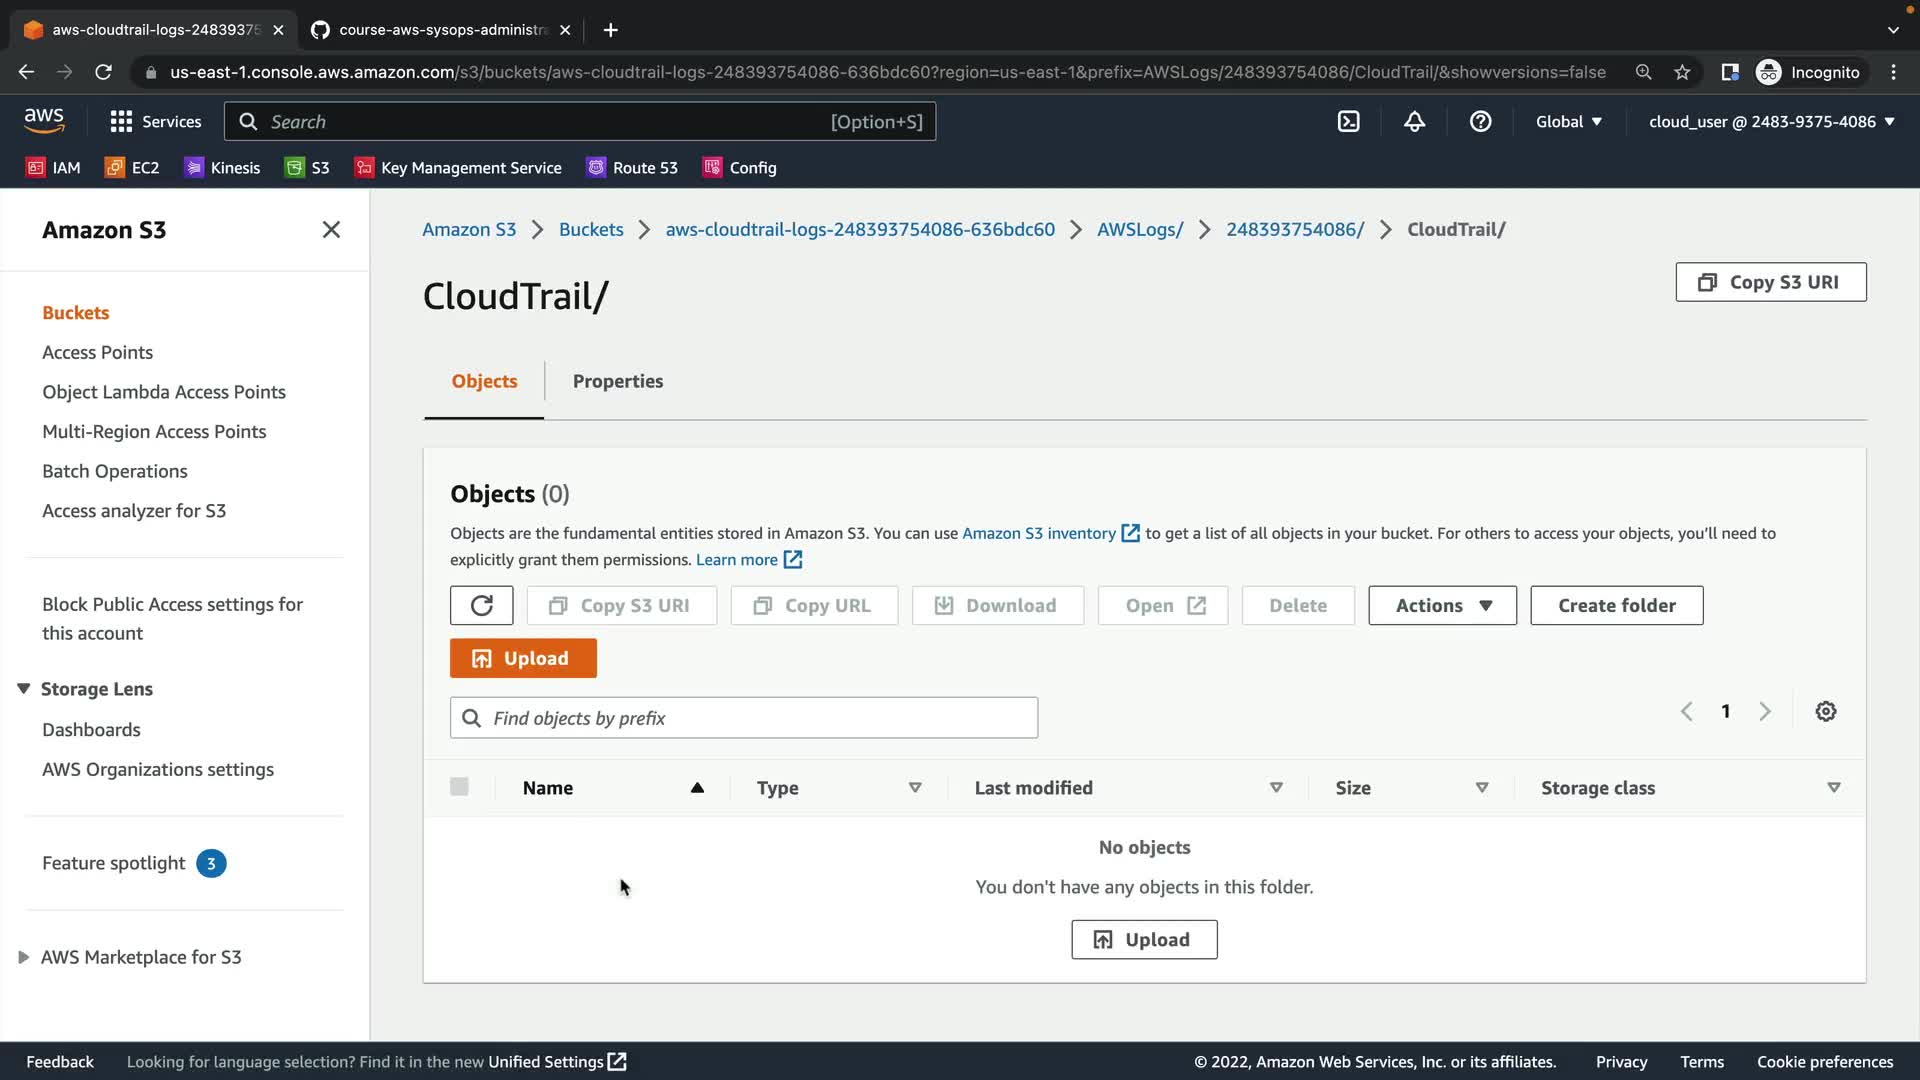 aws-cloudtrail-logs-24839375
course-aws-sysops-administra
us-east-1.console.aws.amazon.com/s3/buckets/aws-cloudtrail-logs-248393754086-636bdc60?region=us-east-1&prefix=AWSLogs/248393754086/CloudTrail/&showversions=false
Incognito
aws
Services
Search
[Option+S]
Global
cloud_user @ 2483-9375-4086
IAM
EC2
Kinesis
S3
Key Management Service
Route 53
Config
Amazon S3
Buckets
Access Points
Object Lambda Access Points
Multi-Region Access Points
Batch Operations
Access analyzer for S3
Block Public Access settings for
this account
Storage Lens
Dashboards
AWS Organizations settings
Feature spotlight 3
AWS Marketplace for S3
Amazon S3 > Buckets > aws-cloudtrail-logs-248393754086-636bdc60 > AWSLogs/ > 248393754086/ > CloudTrail/
CloudTrail/
Copy S3 URI
Objects
Properties
Objects (0)
Objects are the fundamental entities stored in Amazon S3. You can use Amazon S3 inventory to get a list of all objects in your bucket. For others to access your objects, you'll need to
explicitly grant them permissions. Learn more
Copy S3 URI
Copy URL
Download
Open
Delete
Actions
Create folder
Upload
Find objects by prefix
1
Name
Type
Last modified
Size
Storage class
No objects
You don't have any objects in this folder.
Upload
Feedback
Looking for language selection? Find it in the new Unified Settings
© 2022, Amazon Web Services, Inc. or its affiliates.
Privacy
Terms
Cookie preferences